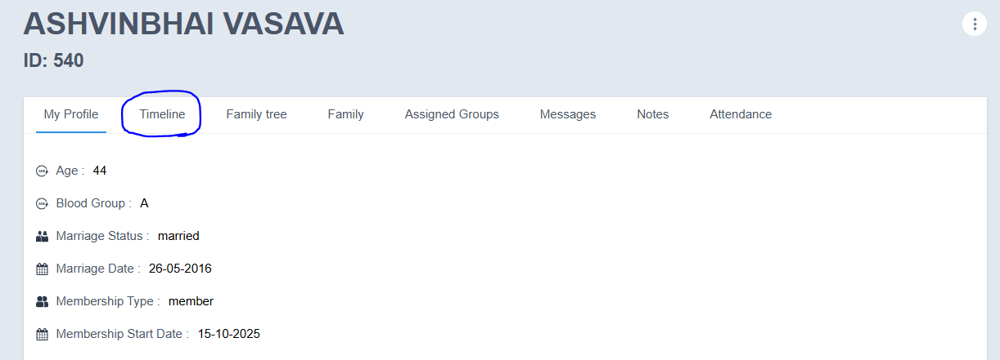 ASHVINBHAI VASAVA
ID: 540
My Profile Timeline Family tree Family Assigned Groups Messages Notes Attendance
Age : 44
Blood Group : A
Marriage Status : married
Marriage Date : 26-05-2016
Membership Type : member
Membership Start Date : 15-10-2025